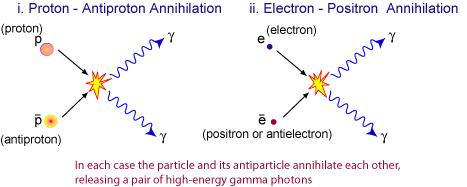 i. Proton - Antiproton Annihilation
(proton)
p
γ
p̄
(antiproton)
γ
ii. Electron - Positron Annihilation
(electron)
e
γ
ē
(positron or antielectron)
γ
In each case the particle and its antiparticle annihilate each other,
releasing a pair of high-energy gamma photons